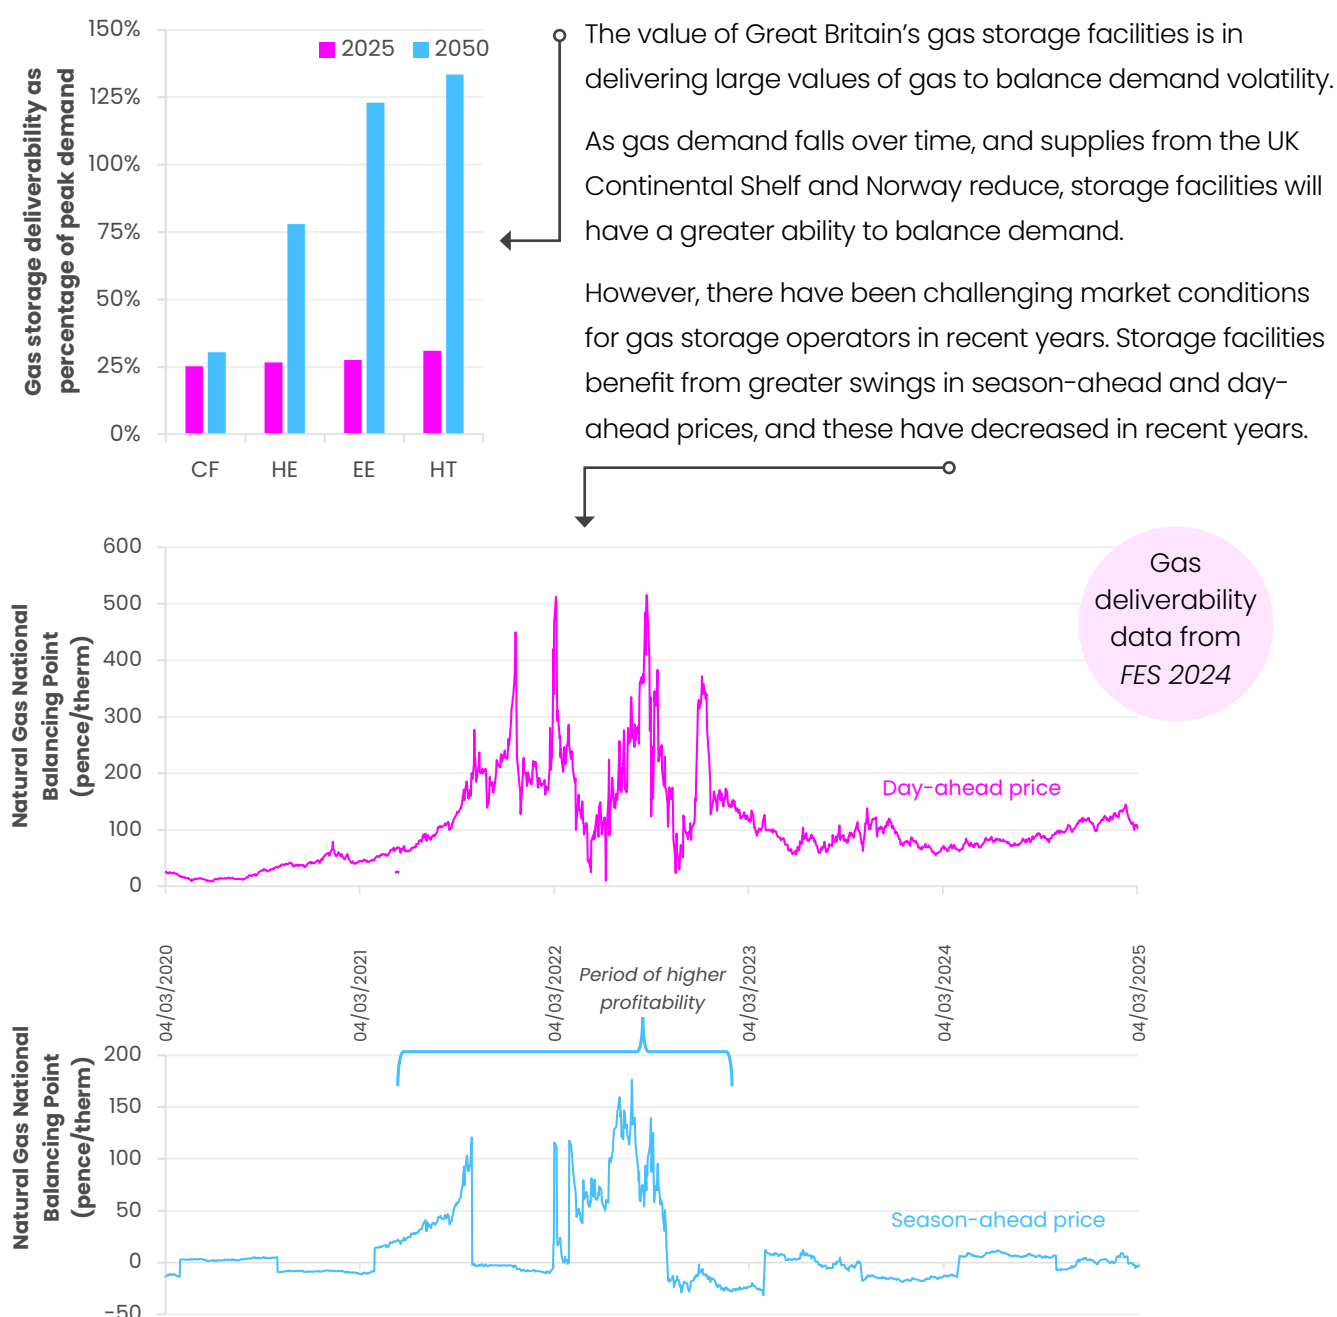 150%
125%
100%
75%
50%
25%
0%
Gas storage deliverability as
percentage of peak demand
2025
2050
CF
HE
EE
HT
The value of Great Britain's gas storage facilities is in
delivering large values of gas to balance demand volatility.
As gas demand falls over time, and supplies from the UK
Continental Shelf and Norway reduce, storage facilities will
have a greater ability to balance demand.
However, there have been challenging market conditions
for gas storage operators in recent years. Storage facilities
benefit from greater swings in season-ahead and day-
ahead prices, and these have decreased in recent years.
Natural Gas National
Balancing Point
(pence/therm)
600
500
400
300
200
100
0
Gas
deliverability
data from
FES 2024
Day-ahead price
04/03/2020
04/03/2021
04/03/2022
04/03/2023
04/03/2024
04/03/2025
Period of higher
profitability
Natural Gas National
Balancing Point
(pence/therm)
200
150
100
50
0
-50
Season-ahead price